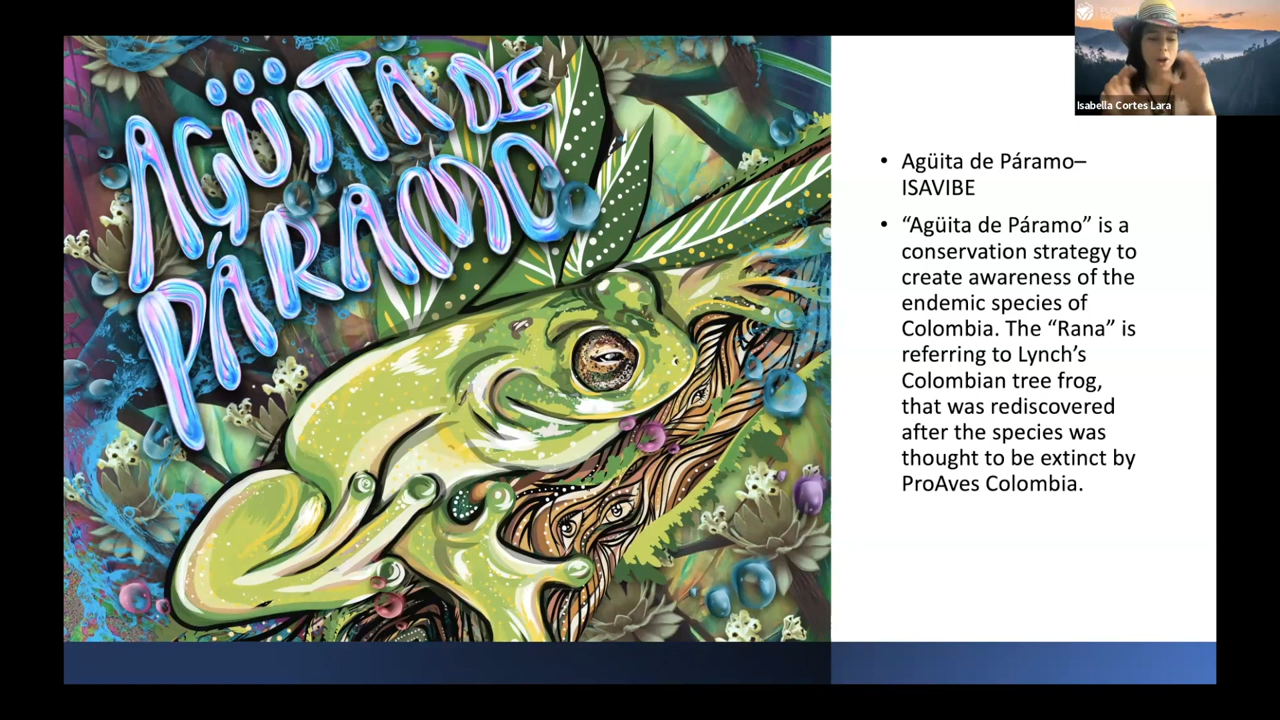 AGÜITA DE
PÁRAMO
Isabella Cortes Lara
• Agüita de Páramo–
ISAVIBE
• “Agüita de Páramo” is a
conservation strategy to
create awareness of the
endemic species of
Colombia. The “Rana” is
referring to Lynch’s
Colombian tree frog,
that was rediscovered
after the species was
thought to be extinct by
ProAves Colombia.